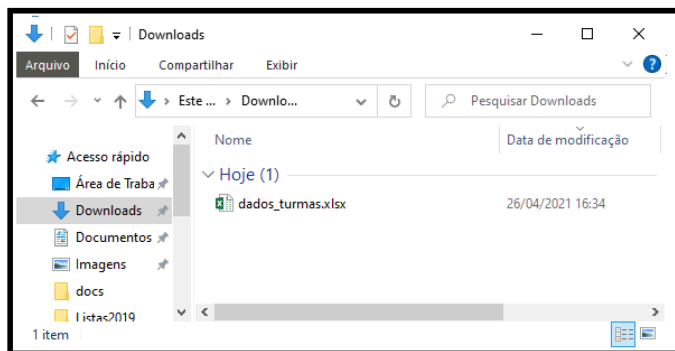 Downloads
Arquivo Início Compartilhar Exibir
Este ... Downlo... Pesquisar Downloads
Nome Data de modificação
Acesso rápido
Hoje (1)
Área de Traba
dados_turmas.xlsx 26/04/2021 16:34
Downloads
Documentos
Imagens
docs
Listas2019
1 item